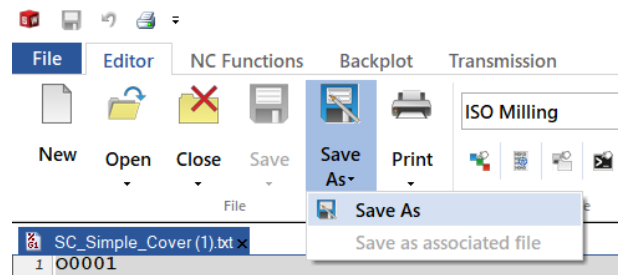 File Editor NC Functions Backplot Transmission
ISO Milling
New Open Close Save Save As Print
File
Save As
Save as associated file
SC_Simple_Cover (1).txt
1 O0001